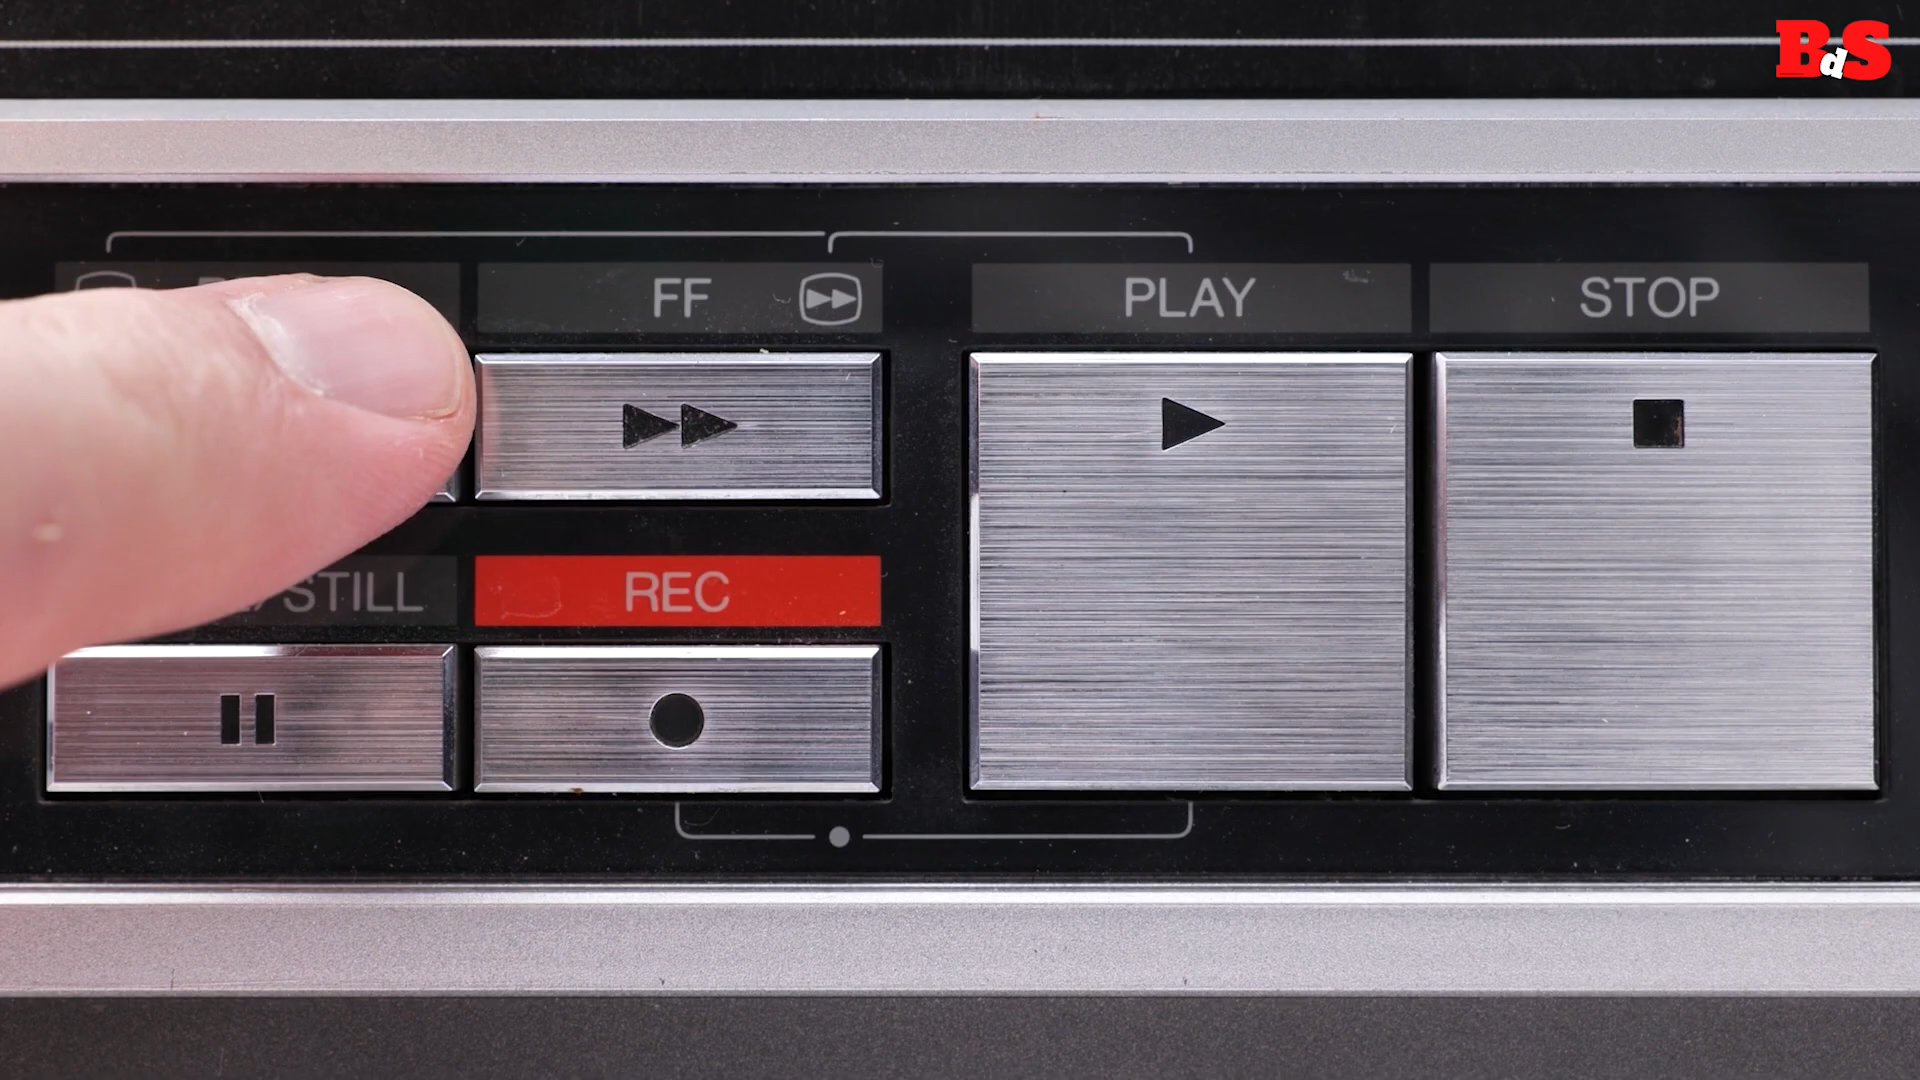 BdS
FF
PLAY
STOP
/STILL
REC